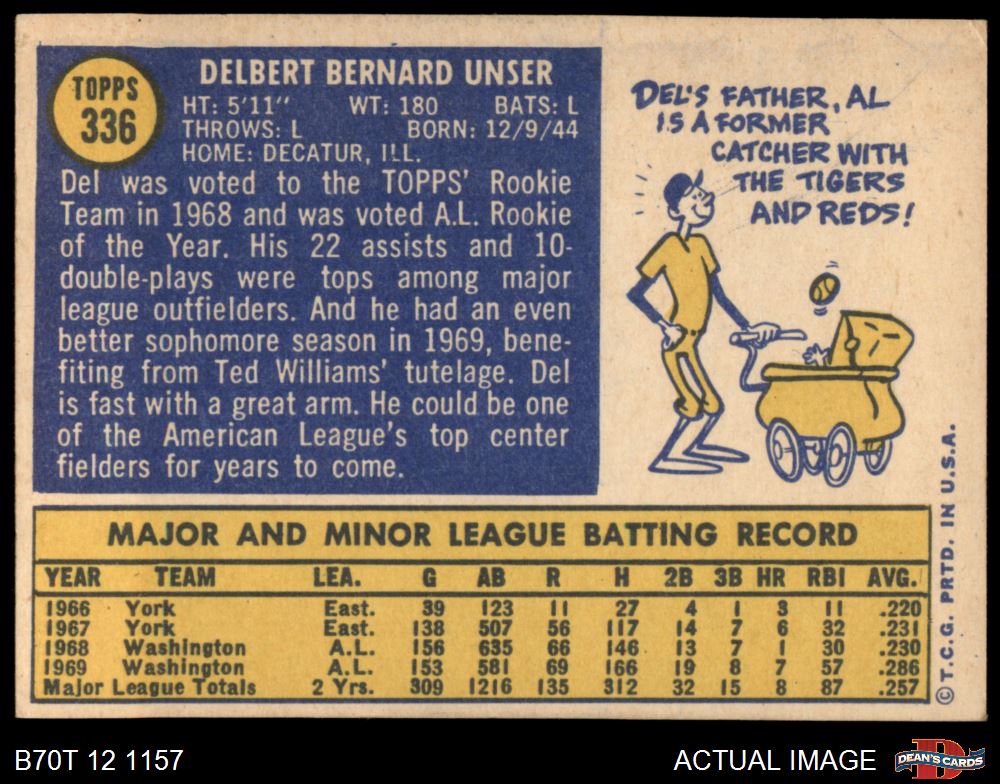 TOPPS
336
DELBERT BERNARD UNSER
HT: 5'11" WT: 180 BATS: L
THROWS: L BORN: 12/9/44
HOME: DECATUR, ILL.
Del was voted to the TOPPS' Rookie
Team in 1968 and was voted A.L. Rookie
of the Year. His 22 assists and 10-
double-plays were tops among major
league outfielders. And he had an even
better sophomore season in 1969, bene-
fiting from Ted Williams' tutelage. Del
is fast with a great arm. He could be one
of the American League's top center
fielders for years to come.
DEL'S FATHER, AL
IS A FORMER
CATCHER WITH
THE TIGERS
AND REDS!
MAJOR AND MINOR LEAGUE BATTING RECORD
YEAR TEAM LEA. G AB R H 2B 3B HR RBI AVG.
1966 York East. 39 123 11 27 4 1 3 11 .220
1967 York East. 138 507 56 117 14 7 6 32 .231
1968 Washington A.L. 156 635 66 146 13 7 1 30 .230
1969 Washington A.L. 153 581 69 166 19 8 7 57 .286
Major League Totals 2 Yrs. 309 1216 135 312 32 15 8 87 .257
© T.C.G. PRTD. IN U.S.A.
B70T 12 1157
ACTUAL IMAGE
D
DEAN'S CARDS